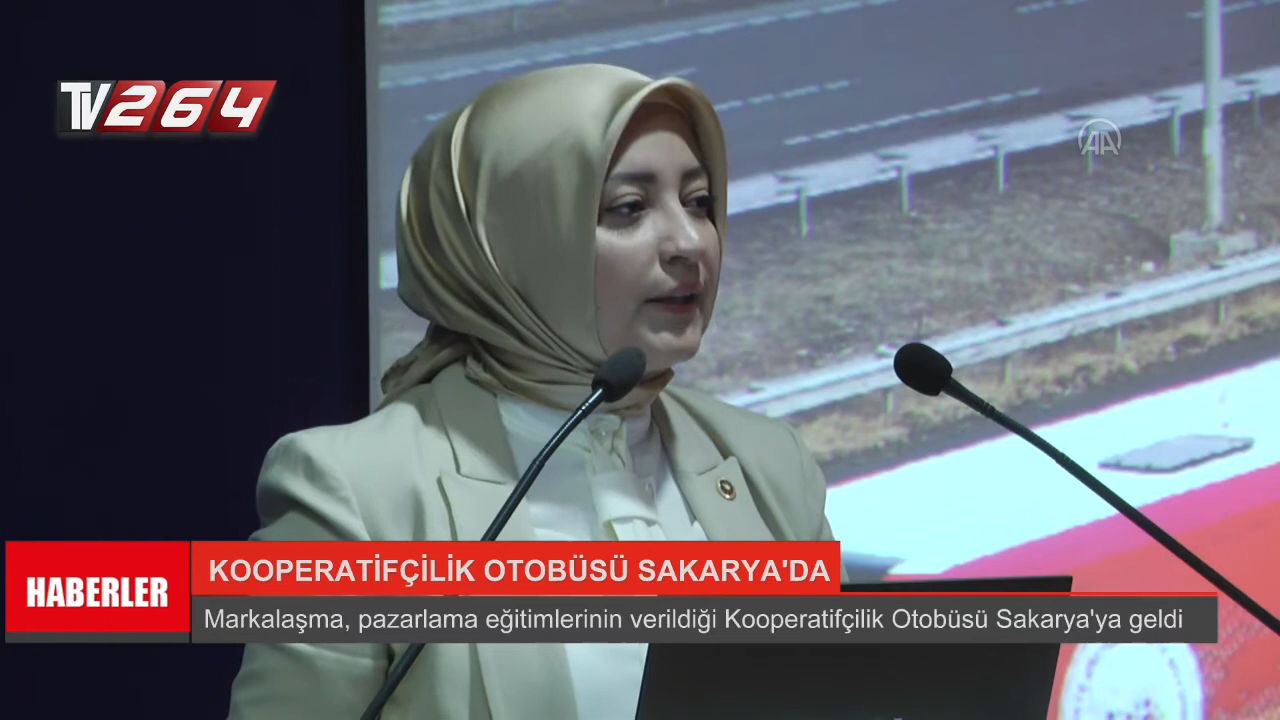 TV264
AA
HABERLER
KOOPERATİFÇİLİK OTOBÜSÜ SAKARYA'DA
Markalaşma, pazarlama eğitimlerinin verildiği Kooperatifçilik Otobüsü Sakarya'ya geldi